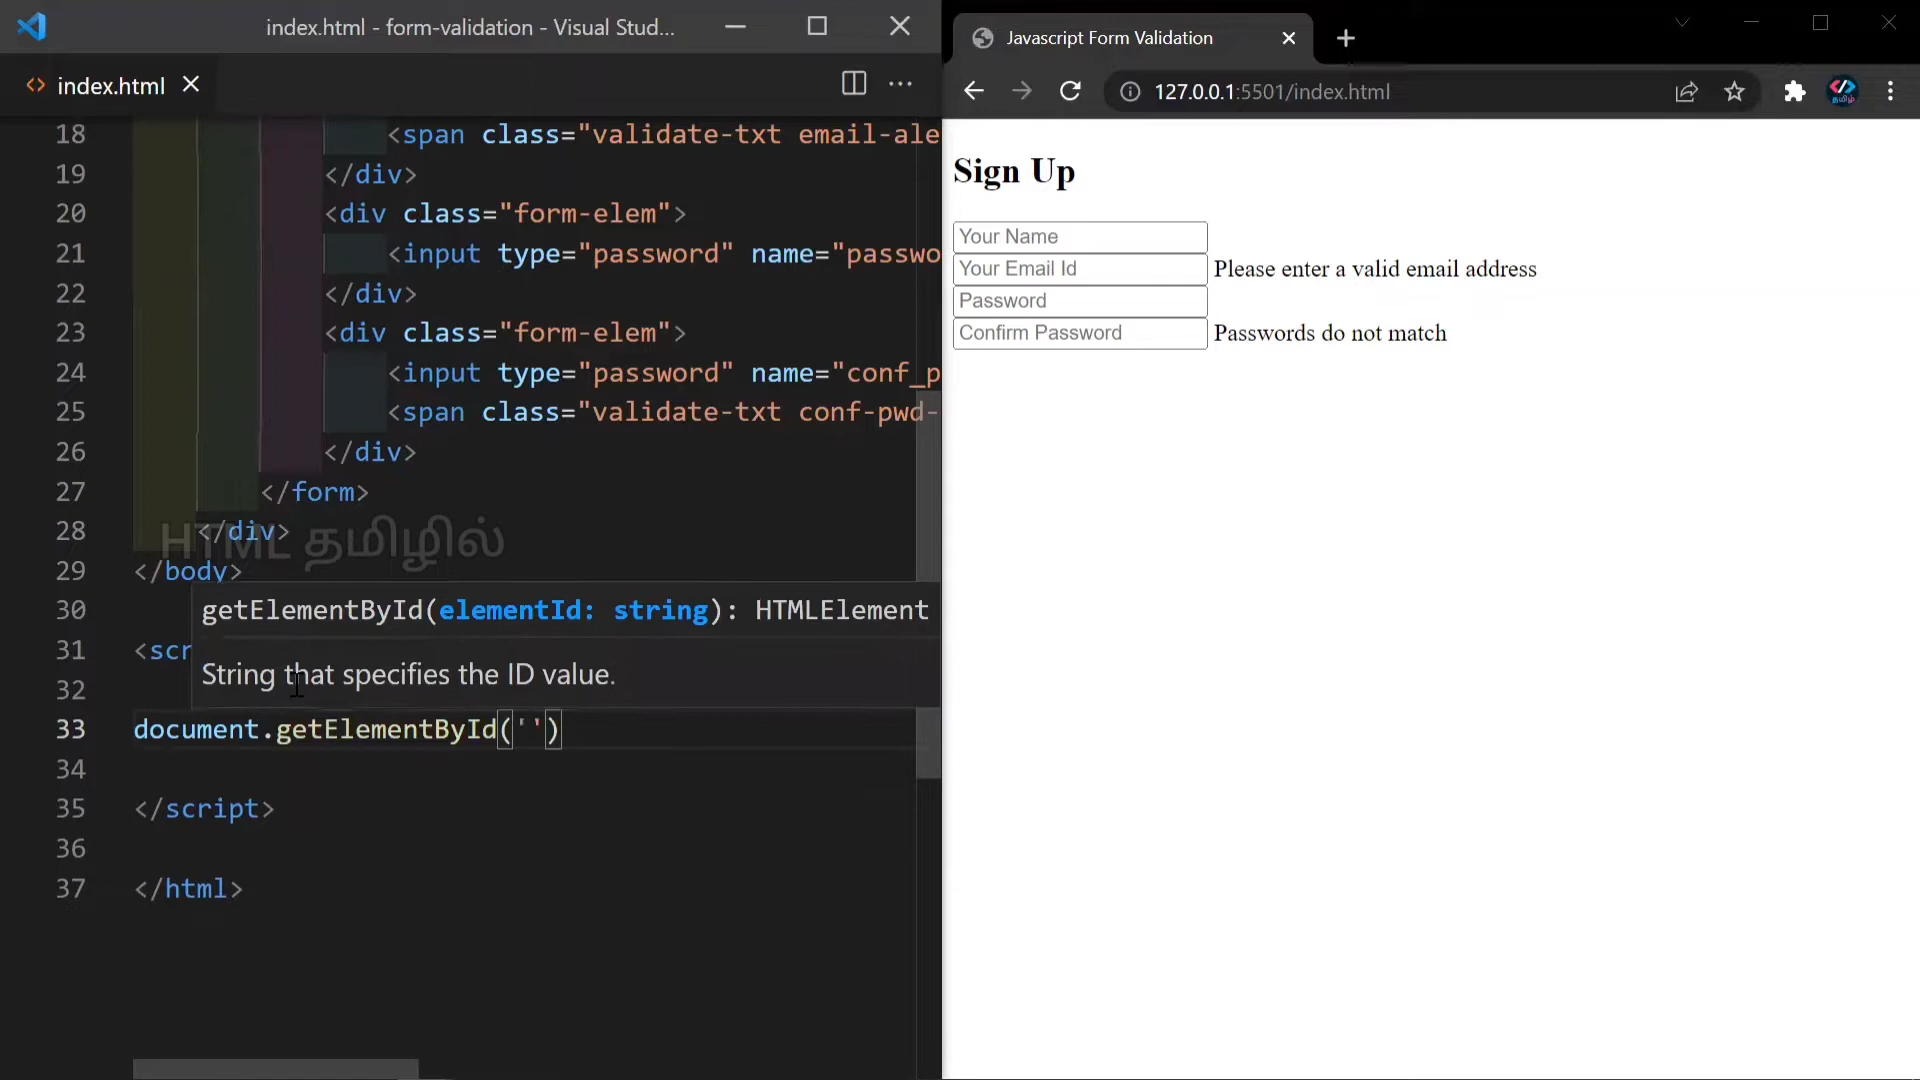 index.html - form-validation - Visual Stud...
index.html
18 <span class="validate-txt email-ale
19 </div>
20 <div class="form-elem">
21 <input type="password" name="passwo
22 </div>
23 <div class="form-elem">
24 <input type="password" name="conf_p
25 <span class="validate-txt conf-pwd-
26 </div>
27 </form>
28 </div>
HTML தமிழில்
29 </body>
30
getElementById(elementId: string): HTMLElement
31 <scr
String that specifies the ID value.
32
33 document.getElementById('')
34
35 </script>
36
37 </html>
Javascript Form Validation
127.0.0.1:5501/index.html
தமிழ்
Sign Up
Your Name
Your Email Id Please enter a valid email address
Password
Confirm Password Passwords do not match